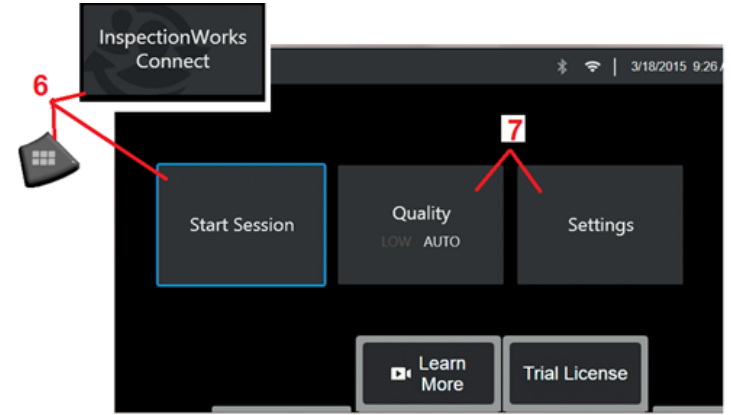 InspectionWorks
Connect
6
3/18/2015 9:26
7
Start Session
Quality
LOW AUTO
Settings
Learn
More
Trial License